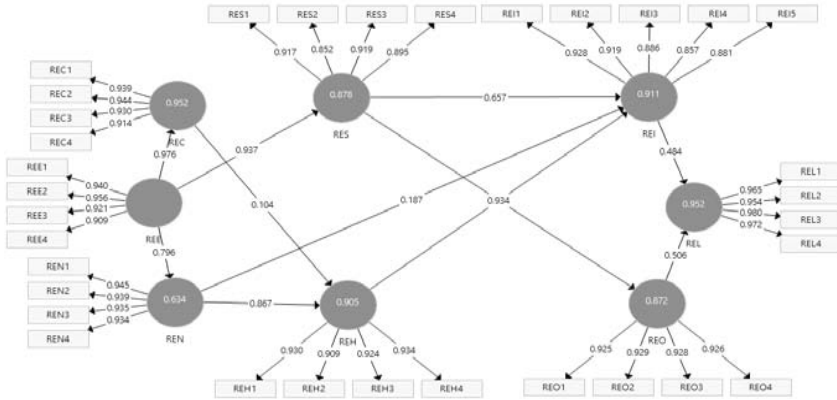 RES1 RES2 RES3 RES4 REI1 REI2 REI3 REI4 REI5
0.917 0.852 0.919 0.895 0.928 0.919 0.886 0.857 0.881
REC1
REC2
REC3
REC4
0.939
0.944
0.930
0.914
0.952
REC
0.878
RES
0.657
0.911
REI
0.976
0.937
0.484
REE1
REE2
REE3
REE4
0.940
0.956
0.921
0.909
REE
0.104
0.187
0.934
0.952
REL
0.965
0.954
0.980
0.972
REL1
REL2
REL3
REL4
0.796
0.506
REN1
REN2
REN3
REN4
0.945
0.939
0.935
0.934
0.634
REN
0.867
0.905
REH
0.872
REO
0.930 0.909 0.924 0.934 0.925 0.929 0.928 0.926
REH1 REH2 REH3 REH4 REO1 REO2 REO3 REO4